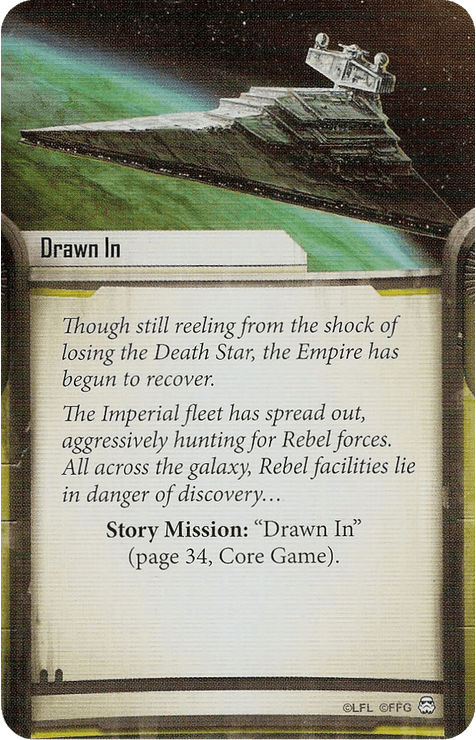 Drawn In
Though still reeling from the shock of
losing the Death Star, the Empire has
begun to recover.
The Imperial fleet has spread out,
aggressively hunting for Rebel forces.
All across the galaxy, Rebel facilities lie
in danger of discovery…
Story Mission: “Drawn In”
(page 34, Core Game).
©LFL ©FFG